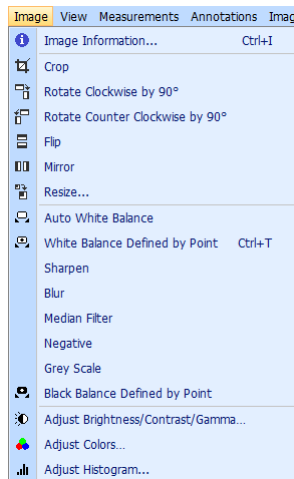 Image View Measurements Annotations Imag
Image Information... Ctrl+I
Crop
Rotate Clockwise by 90°
Rotate Counter Clockwise by 90°
Flip
Mirror
Resize...
Auto White Balance
White Balance Defined by Point Ctrl+T
Sharpen
Blur
Median Filter
Negative
Grey Scale
Black Balance Defined by Point
Adjust Brightness/Contrast/Gamma...
Adjust Colors...
Adjust Histogram...